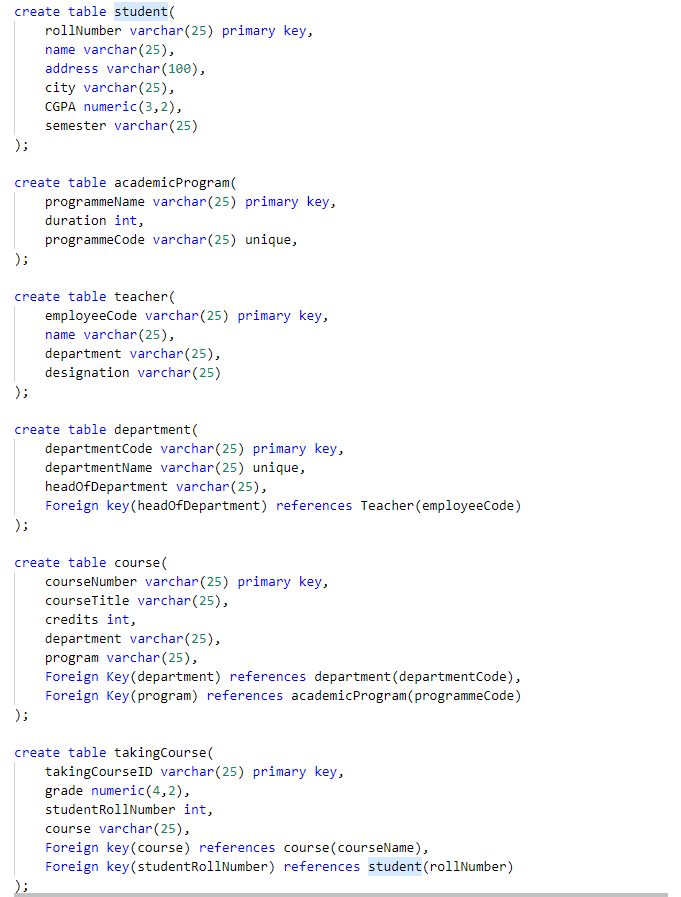 create table student(
    rollNumber varchar(25) primary key,
    name varchar(25),
    address varchar(100),
    city varchar(25),
    CGPA numeric(3,2),
    semester varchar(25)
);

create table academicProgram(
    programmeName varchar(25) primary key,
    duration int,
    programmeCode varchar(25) unique,
);

create table teacher(
    employeeCode varchar(25) primary key,
    name varchar(25),
    department varchar(25),
    designation varchar(25)
);

create table department(
    departmentCode varchar(25) primary key,
    departmentName varchar(25) unique,
    headOfDepartment varchar(25),
    Foreign key(headOfDepartment) references Teacher(employeeCode)
);

create table course(
    courseNumber varchar(25) primary key,
    courseTitle varchar(25),
    credits int,
    department varchar(25),
    program varchar(25),
    Foreign Key(department) references department(departmentCode),
    Foreign Key(program) references academicProgram(programmeCode)
);

create table takingCourse(
    takingCourseID varchar(25) primary key,
    grade numeric(4,2),
    studentRollNumber int,
    course varchar(25),
    Foreign key(course) references course(courseName),
    Foreign key(studentRollNumber) references student(rollNumber)
);